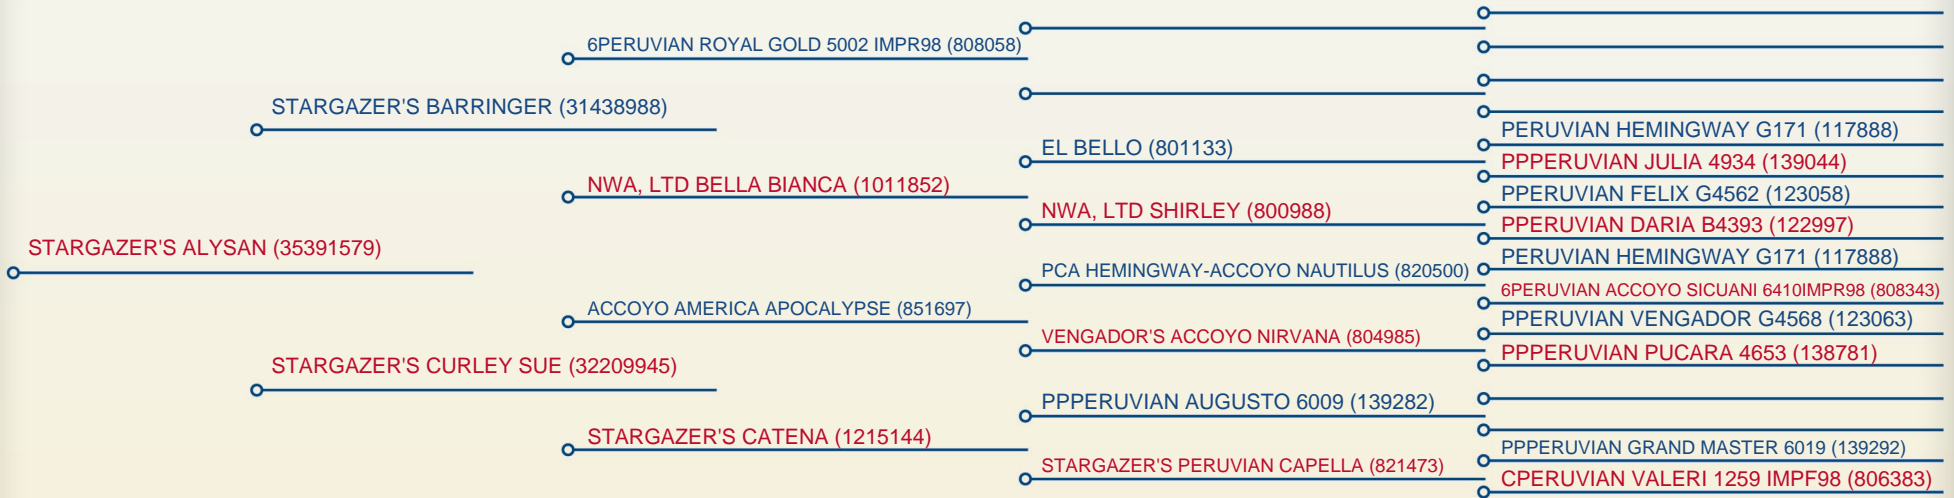 6PERUVIAN ROYAL GOLD 5002 IMPR98 (808058)
STARGAZER'S BARRINGER (31438988)
PERUVIAN HEMINGWAY G171 (117888)
EL BELLO (801133)
PPPERUVIAN JULIA 4934 (139044)
NWA, LTD BELLA BIANCA (1011852)
PPERUVIAN FELIX G4562 (123058)
NWA, LTD SHIRLEY (800988)
PPERUVIAN DARIA B4393 (122997)
STARGAZER'S ALYSAN (35391579)
PERUVIAN HEMINGWAY G171 (117888)
PCA HEMINGWAY-ACCOYO NAUTILUS (820500)
6PERUVIAN ACCOYO SICUANI 6410IMPR98 (808343)
ACCOYO AMERICA APOCALYPSE (851697)
PPERUVIAN VENGADOR G4568 (123063)
VENGADOR'S ACCOYO NIRVANA (804985)
PPPERUVIAN PUCARA 4653 (138781)
STARGAZER'S CURLEY SUE (32209945)
PPPERUVIAN AUGUSTO 6009 (139282)
STARGAZER'S CATENA (1215144)
PPPERUVIAN GRAND MASTER 6019 (139292)
STARGAZER'S PERUVIAN CAPELLA (821473)
CPERUVIAN VALERI 1259 IMPF98 (806383)